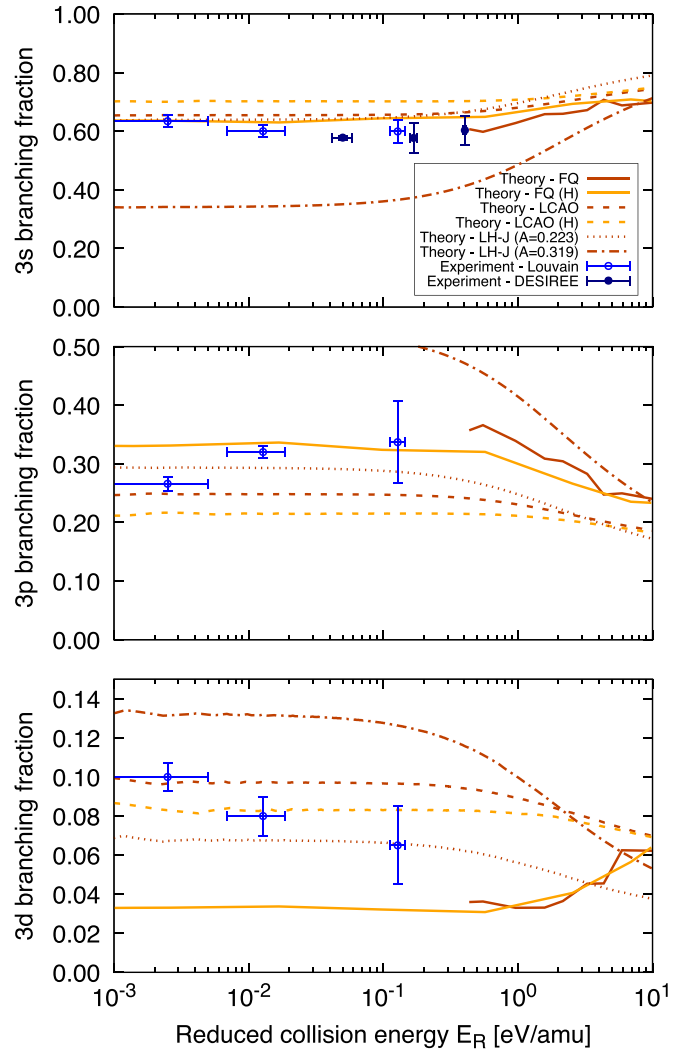 3s branching fraction
1.00
0.80
0.60
0.40
0.20
0.00
Theory - FQ
Theory - FQ (H)
Theory - LCAO
Theory - LCAO (H)
Theory - LH-J (A=0.223)
Theory - LH-J (A=0.319)
Experiment - Louvain
Experiment - DESIREE
3p branching fraction
0.50
0.40
0.30
0.20
0.10
0.00
3d branching fraction
0.14
0.12
0.10
0.08
0.06
0.04
0.02
0.00
10⁻³ 10⁻² 10⁻¹ 10⁰ 10¹
Reduced collision energy E_R [eV/amu]